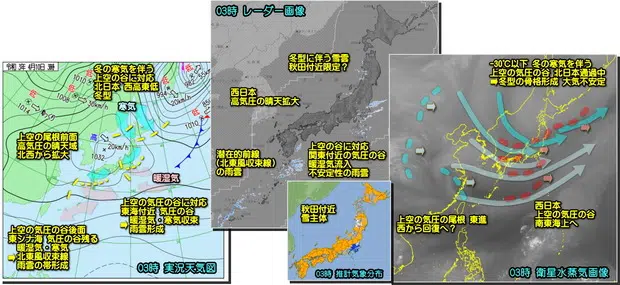 令和 3年 4月10日 3時
冬の寒気を伴う
上空の谷に対応
北日本 西高東低
冬型
寒気
上空の尾根前面
高気圧の晴天域
北西から拡大
高
1032
20km/h
暖湿気
上空の谷に対応
東海付近 気圧の谷
暖湿気・寒気収束
➡雨雲形成
上空の気圧の谷後面
東シナ海 気圧の谷残る
暖湿気・寒気
➡北東風収束線
雨雲の帯形成
03時 実況天気図
03時 レーダー画像
冬型に伴う雪雲
秋田付近限定？
西日本
高気圧の晴天拡大
潜在的前線
（北東風収束線）
の雨雲
上空の谷に対応
関東付近の気圧の谷
暖湿気流入
不安定性の雨雲
秋田付近
雪主体
03時 推計気象分布
-30℃以下 冬の寒気を伴う
上空の気圧の谷 北日本通過中
➡冬型の骨格形成 大気不安定
上空の気圧の尾根 東進
西から回復へ？
西日本
上空の気圧の谷
南東海上へ
03時 衛星水蒸気画像